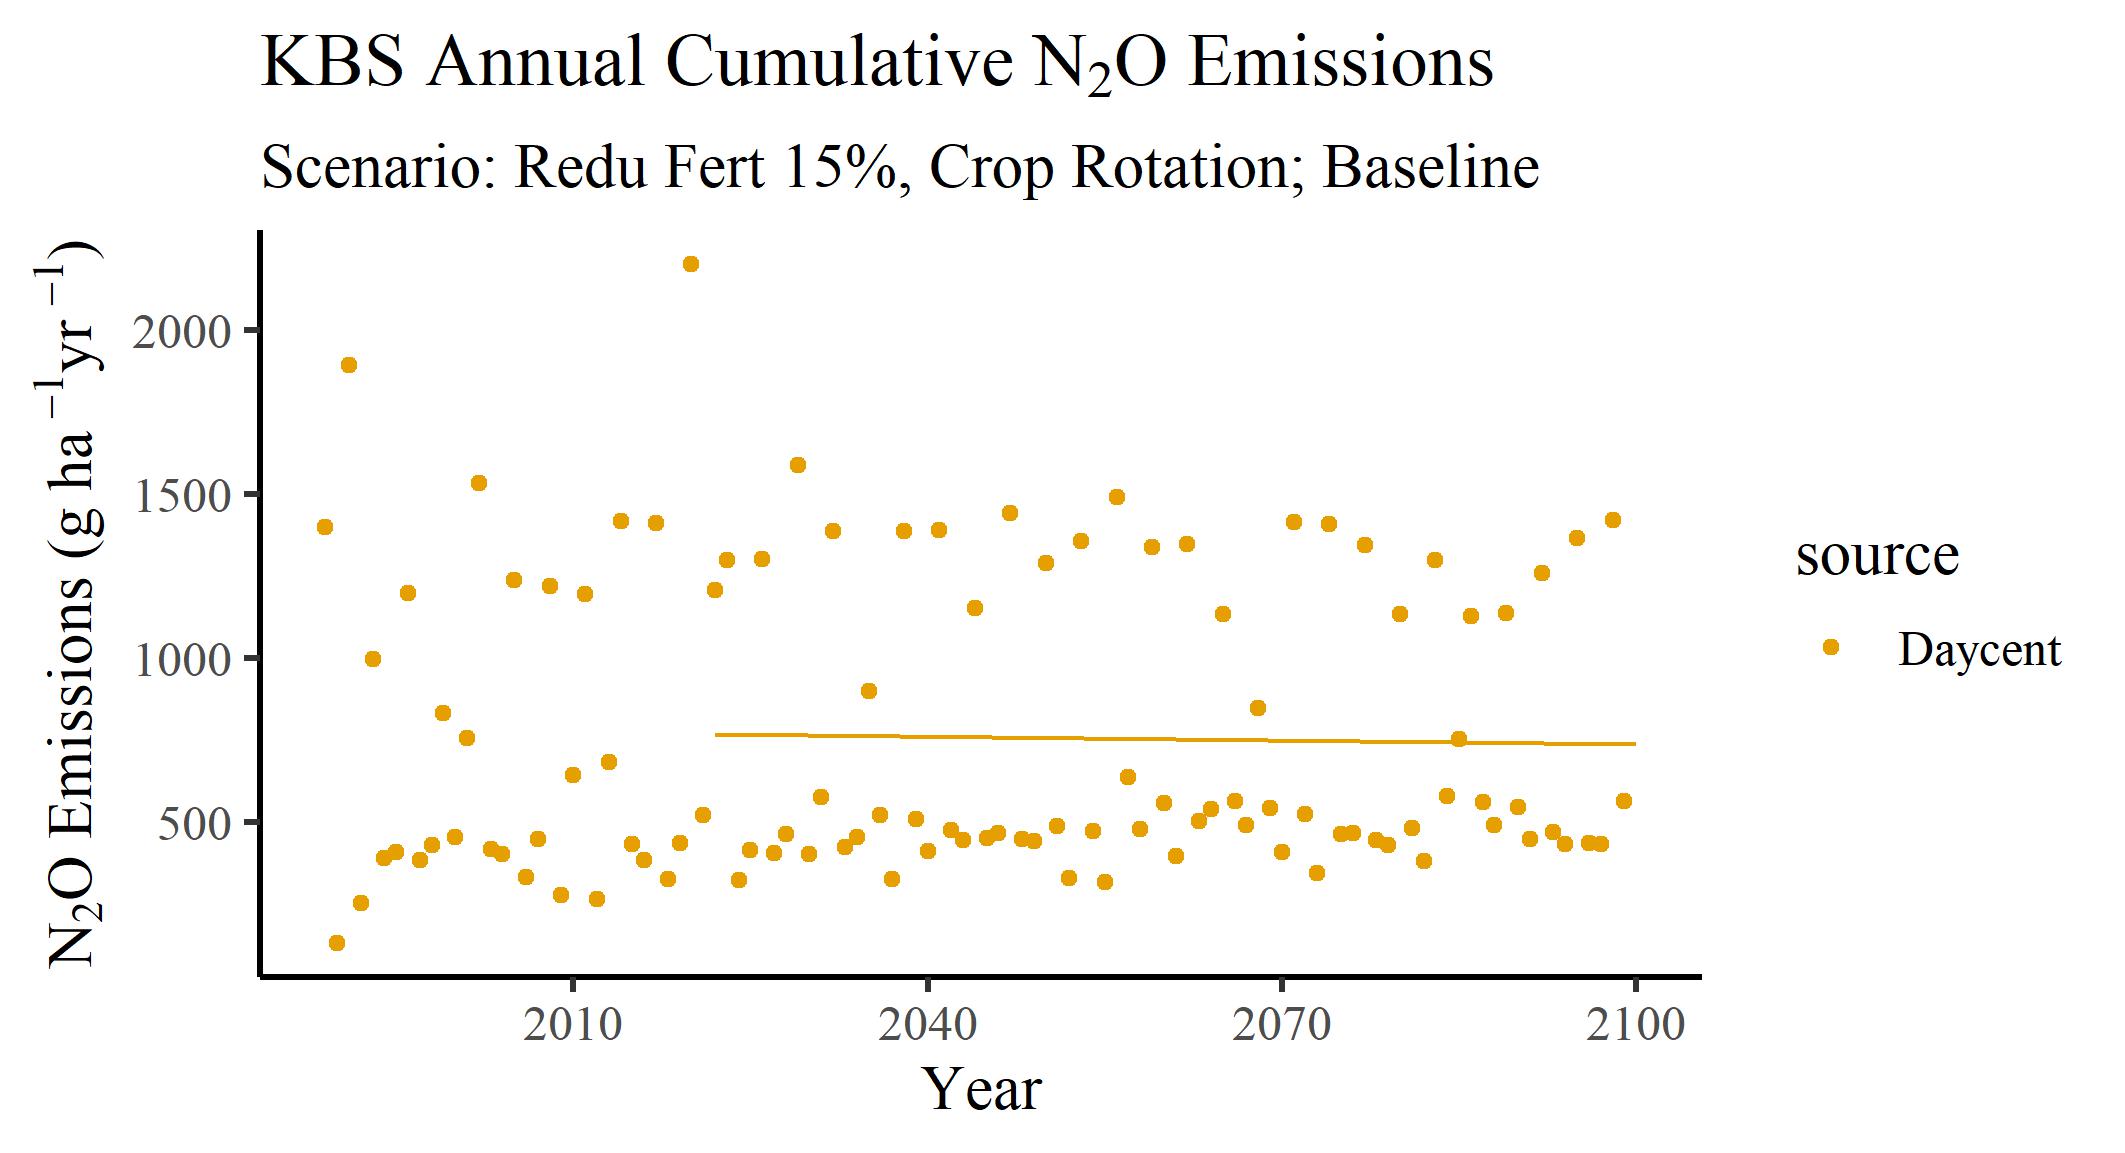 KBS Annual Cumulative N₂O Emissions
Scenario: Redu Fert 15%, Crop Rotation; Baseline
N₂O Emissions (g ha ⁻¹yr ⁻¹)
2000
1500
1000
500
2010 2040 2070 2100
Year
source
Daycent